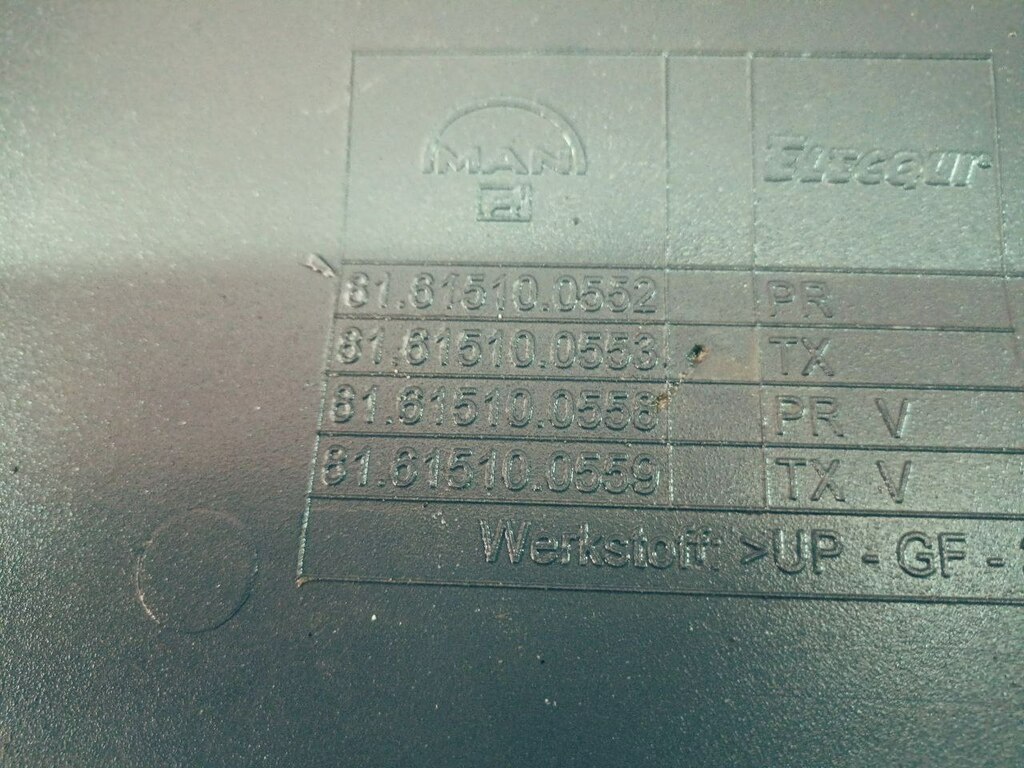 MAN
Eurequr
81.61510.0552 PR
81.61510.0553 TX
81.61510.0558 PR V
81.61510.0559 TX V
Werkstoff >UP - GF -